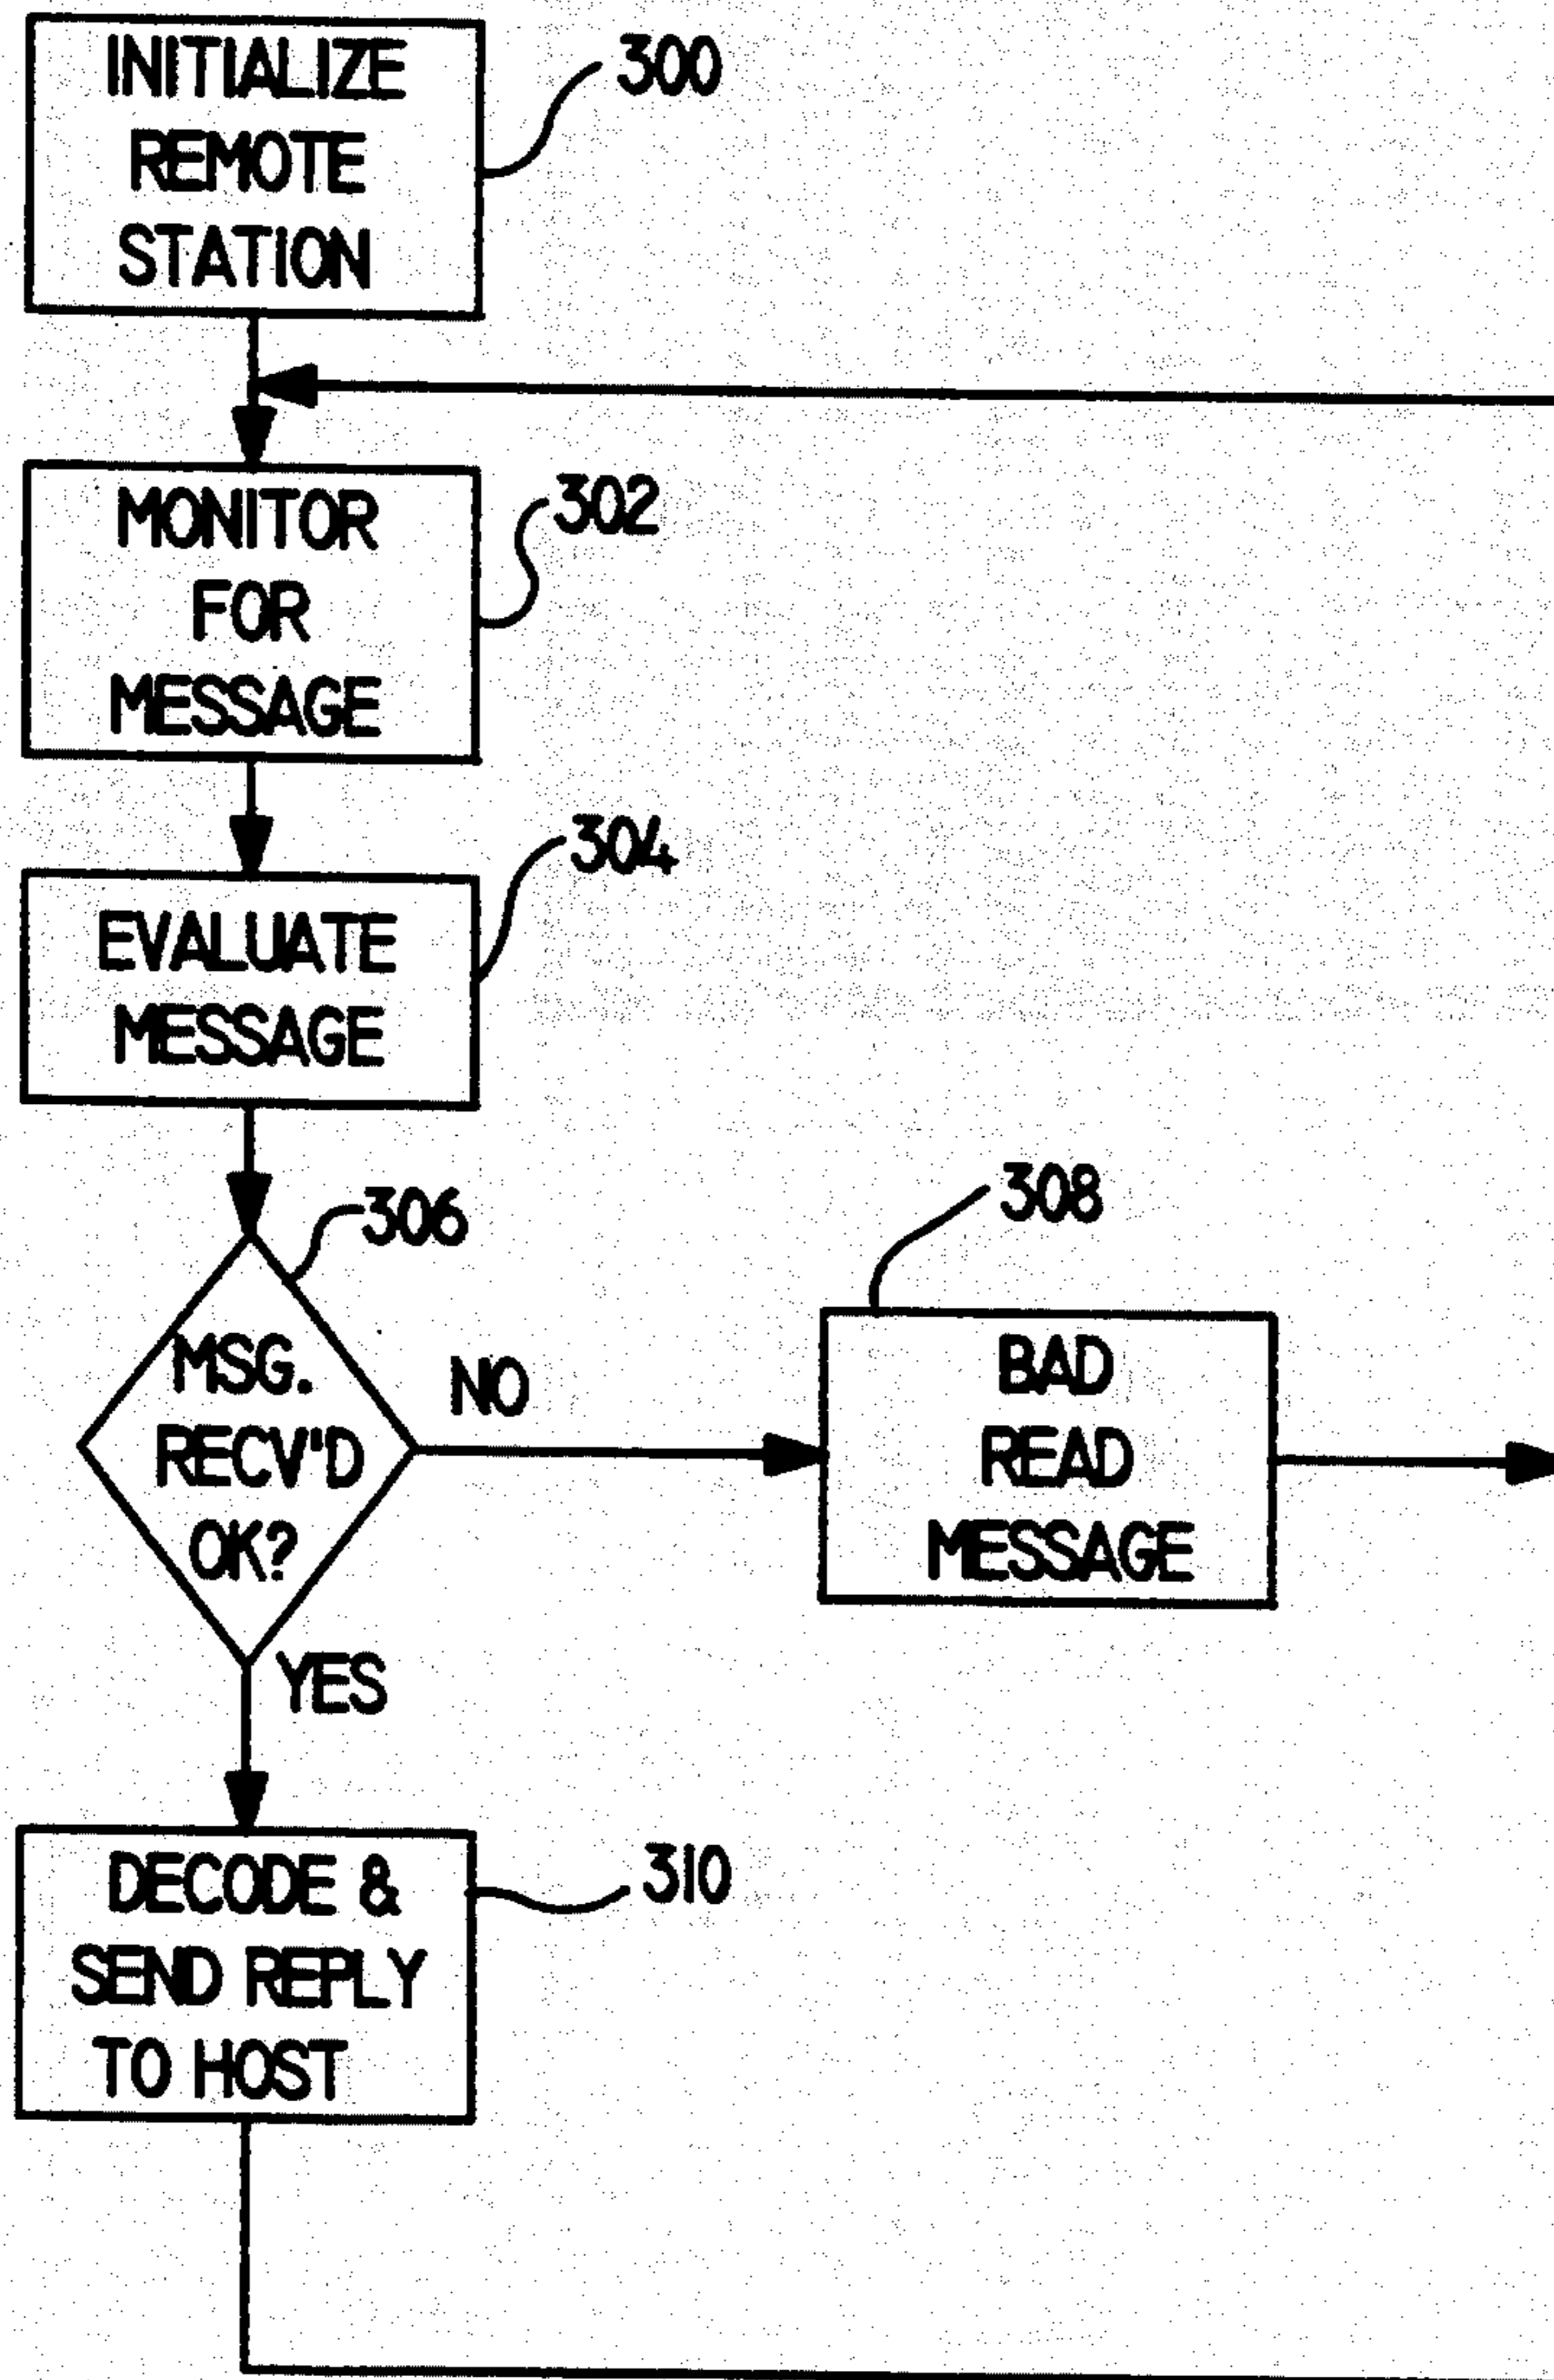 INITIALIZE
REMOTE
STATION
300
MONITOR
FOR
MESSAGE
302
EVALUATE
MESSAGE
304
306
MSG.
RECV'D
OK?
NO
308
BAD
READ
MESSAGE
YES
DECODE &
SEND REPLY
TO HOST
310